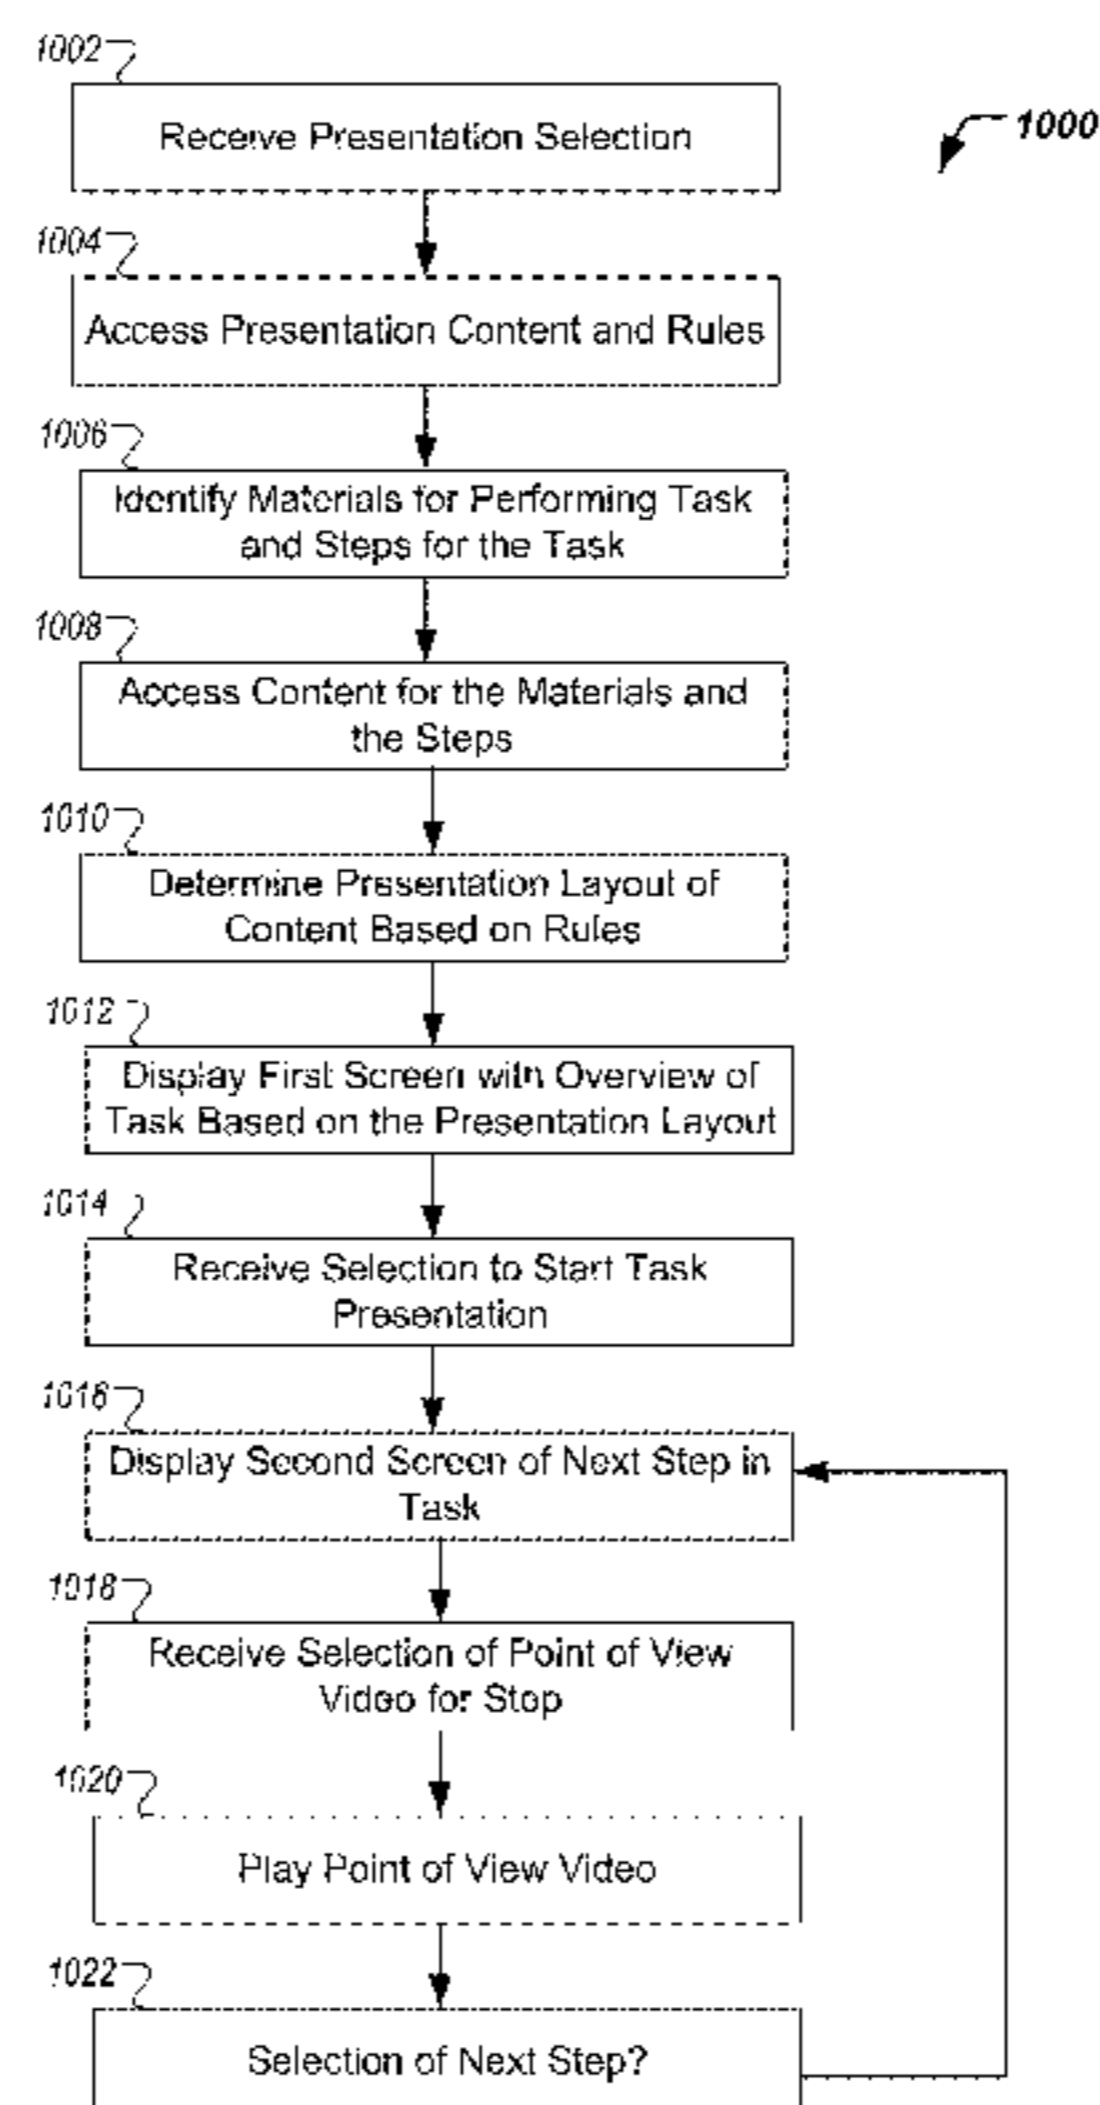 1002
Receive Presentation Selection
1000
1004
Access Presentation Content and Rules
1006
Identify Materials for Performing Task
and Steps for the Task
1008
Access Content for the Materials and
the Steps
1010
Determine Presentation Layout of
Content Based on Rules
1012
Display First Screen with Overview of
Task Based on the Presentation Layout
1014
Receive Selection to Start Task
Presentation
1016
Display Second Screen of Next Step in
Task
1018
Receive Selection of Point of View
Video for Step
1020
Play Point of View Video
1022
Selection of Next Step?